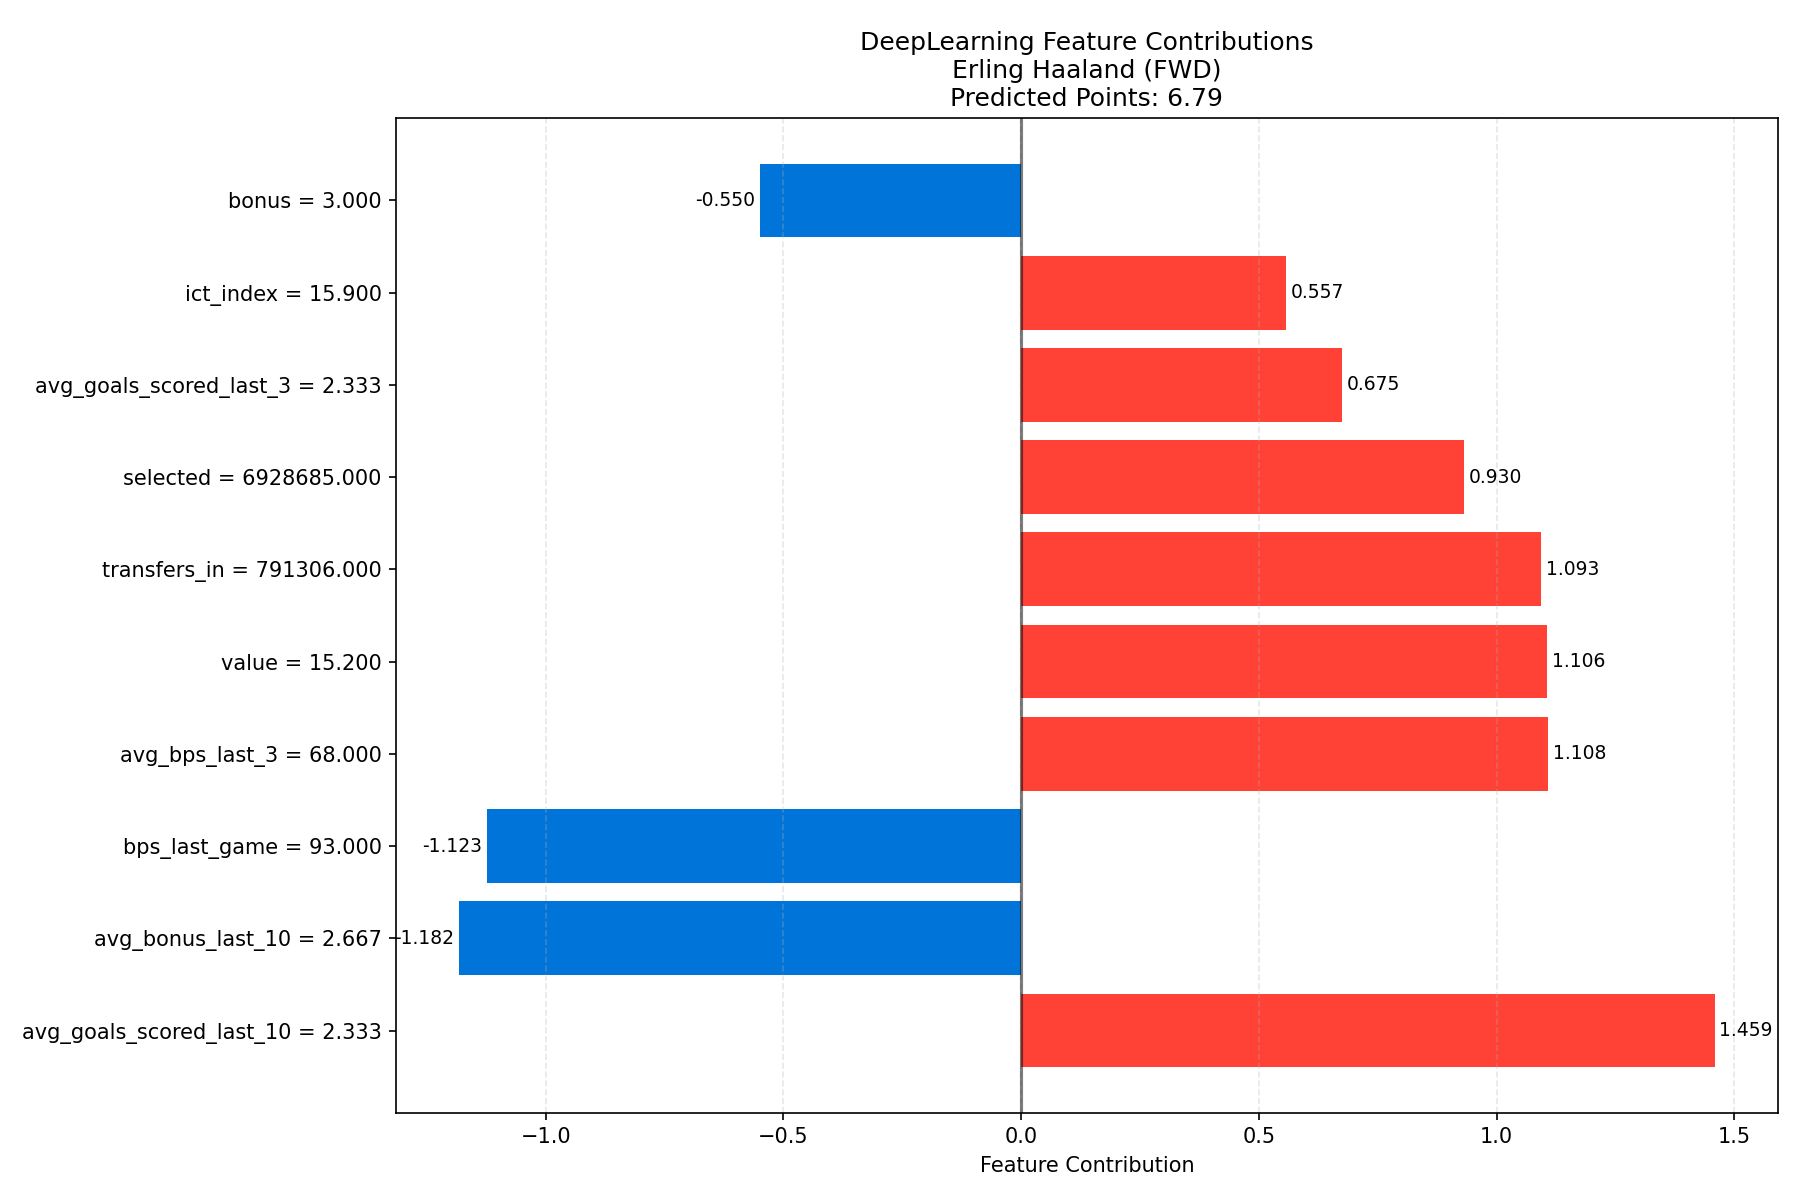 DeepLearning Feature Contributions
Erling Haaland (FWD)
Predicted Points: 6.79
bonus = 3.000
-0.550
ict_index = 15.900
0.557
avg_goals_scored_last_3 = 2.333
0.675
selected = 6928685.000
0.930
transfers_in = 791306.000
1.093
value = 15.200
1.106
avg_bps_last_3 = 68.000
1.108
bps_last_game = 93.000
-1.123
avg_bonus_last_10 = 2.667
-1.182
avg_goals_scored_last_10 = 2.333
1.459
−1.0 −0.5 0.0 0.5 1.0 1.5
Feature Contribution